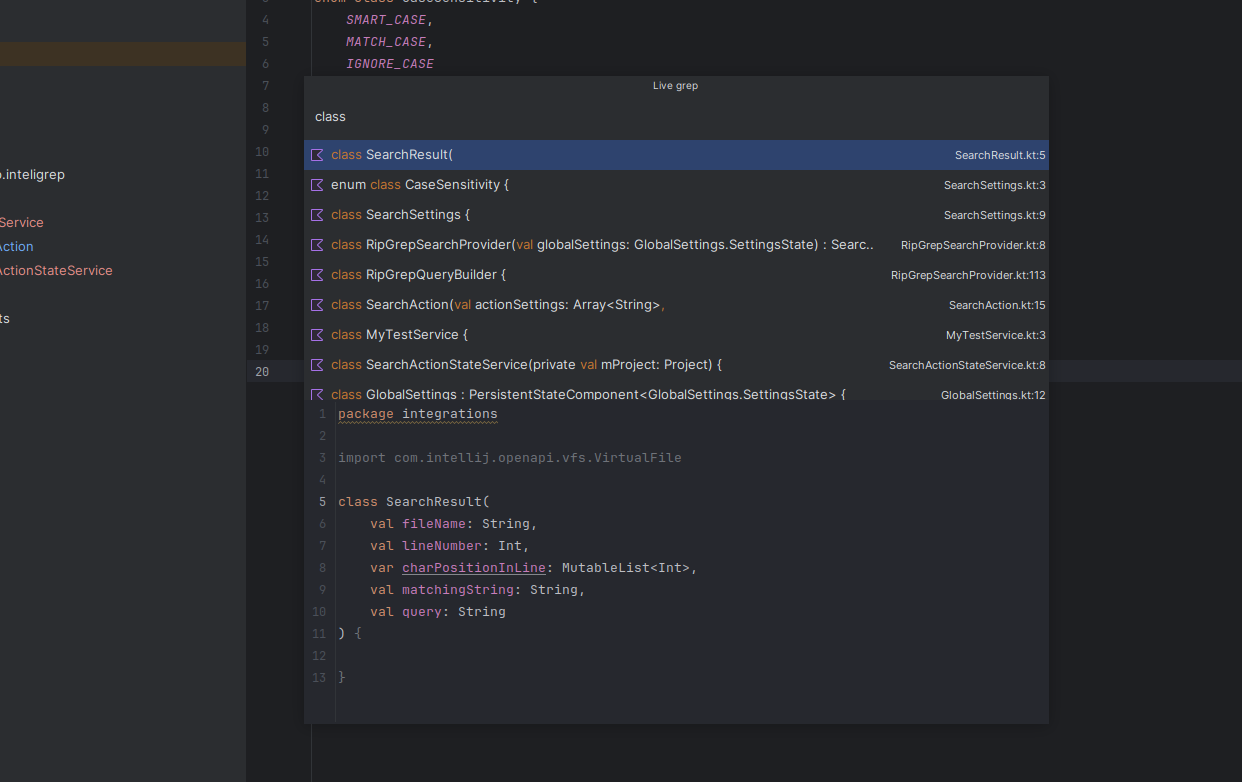 4 SMART_CASE,
5 MATCH_CASE,
6 IGNORE_CASE
7
8
9
10
11
12
13
14
15
16
17
18
19
20
.inteligrep
Service
Action
ActionStateService
ts
Live grep
class
class SearchResult( SearchResult.kt:5
enum class CaseSensitivity { SearchSettings.kt:3
class SearchSettings { SearchSettings.kt:9
class RipGrepSearchProvider(val globalSettings: GlobalSettings.SettingsState) : Searc.. RipGrepSearchProvider.kt:8
class RipGrepQueryBuilder { RipGrepSearchProvider.kt:113
class SearchAction(val actionSettings: Array<String>, SearchAction.kt:15
class MyTestService { MyTestService.kt:3
class SearchActionStateService(private val mProject: Project) { SearchActionStateService.kt:8
class GlobalSettings : PersistentStateComponent<GlobalSettings.SettingsState> { GlobalSettings.kt:12
1 package integrations
2
3 import com.intellij.openapi.vfs.VirtualFile
4
5 class SearchResult(
6 val fileName: String,
7 val lineNumber: Int,
8 var charPositionInLine: MutableList<Int>,
9 val matchingString: String,
10 val query: String
11 ) {
12
13 }